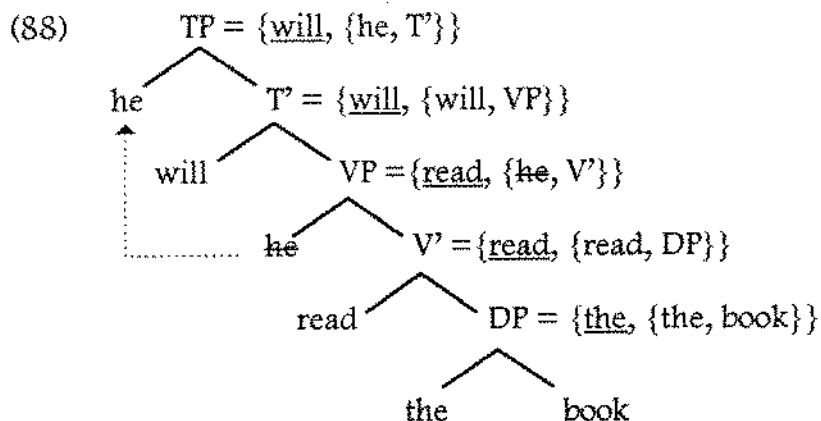 (88) TP = {will, {he, T’}}
he T’ = {will, {will, VP}}
will VP ={read, {he, V’}}
he V’ ={read, {read, DP}}
read DP = {the, {the, book}}
the book